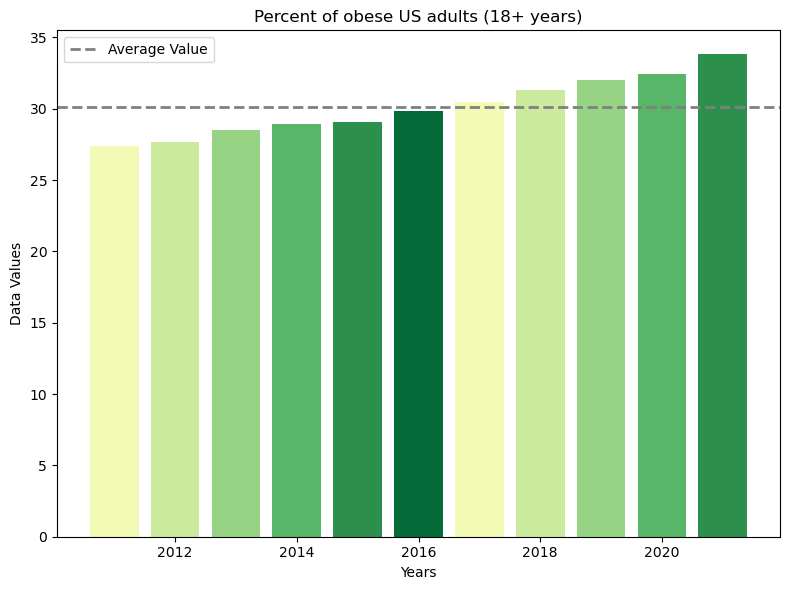 Percent of obese US adults (18+ years)
Average Value
35
30
25
20
15
10
5
0
Data Values
2012 2014 2016 2018 2020
Years